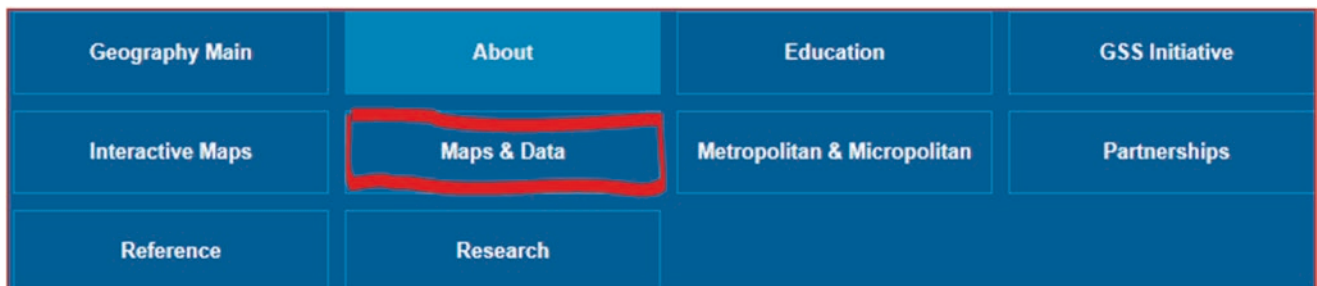 Geography Main About Education GSS Initiative
Interactive Maps Maps & Data Metropolitan & Micropolitan Partnerships
Reference Research